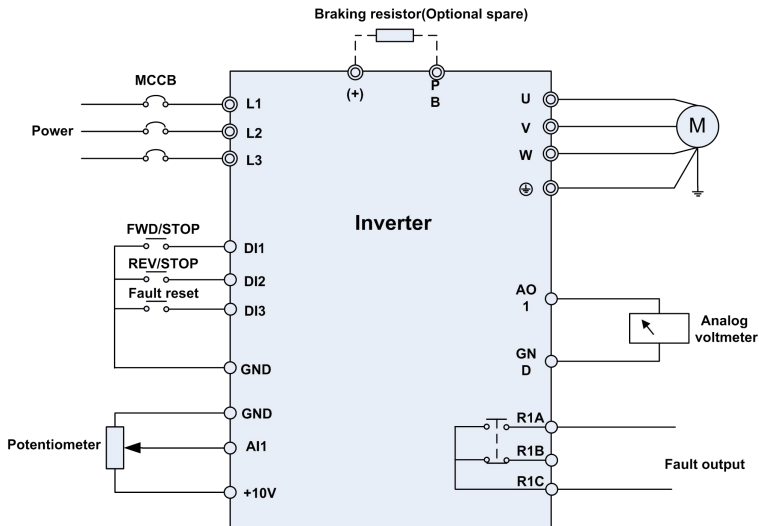 Braking resistor(Optional spare)
MCCB
(+)
P
B
L1
U
Power
L2
V
M
L3
W
Inverter
FWD/STOP
DI1
REV/STOP
DI2
Fault reset
DI3
AO
1
Analog
voltmeter
GN
D
GND
GND
R1A
Potentiometer
AI1
R1B
Fault output
+10V
R1C